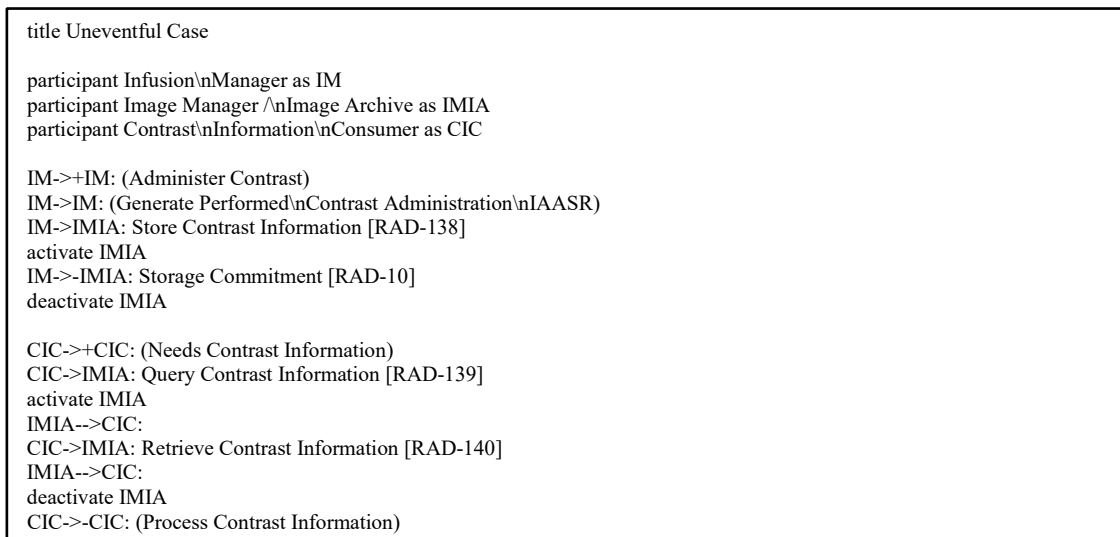 title Uneventful Case
participant Infusion\nManager as IM
participant Image Manager /\nImage Archive as IMIA
participant Contrast\nInformation\nConsumer as CIC
IM->+IM: (Administer Contrast)
IM->IM: (Generate Performed\nContrast Administration\nIAASR)
IM->IMIA: Store Contrast Information [RAD-138]
activate IMIA
IM->-IMIA: Storage Commitment [RAD-10]
deactivate IMIA
CIC->+CIC: (Needs Contrast Information)
CIC->IMIA: Query Contrast Information [RAD-139]
activate IMIA
IMIA-->CIC:
CIC->IMIA: Retrieve Contrast Information [RAD-140]
IMIA-->CIC:
deactivate IMIA
CIC->-CIC: (Process Contrast Information)